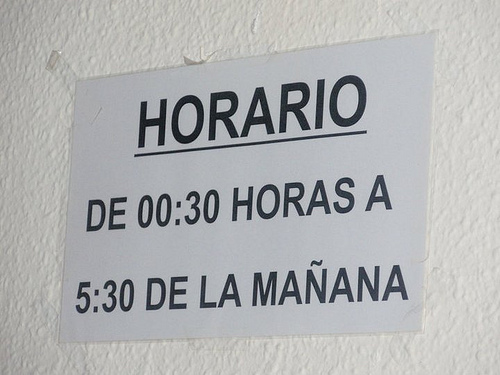 HORARIO
DE 00:30 HORAS A
5:30 DE LA MAÑANA